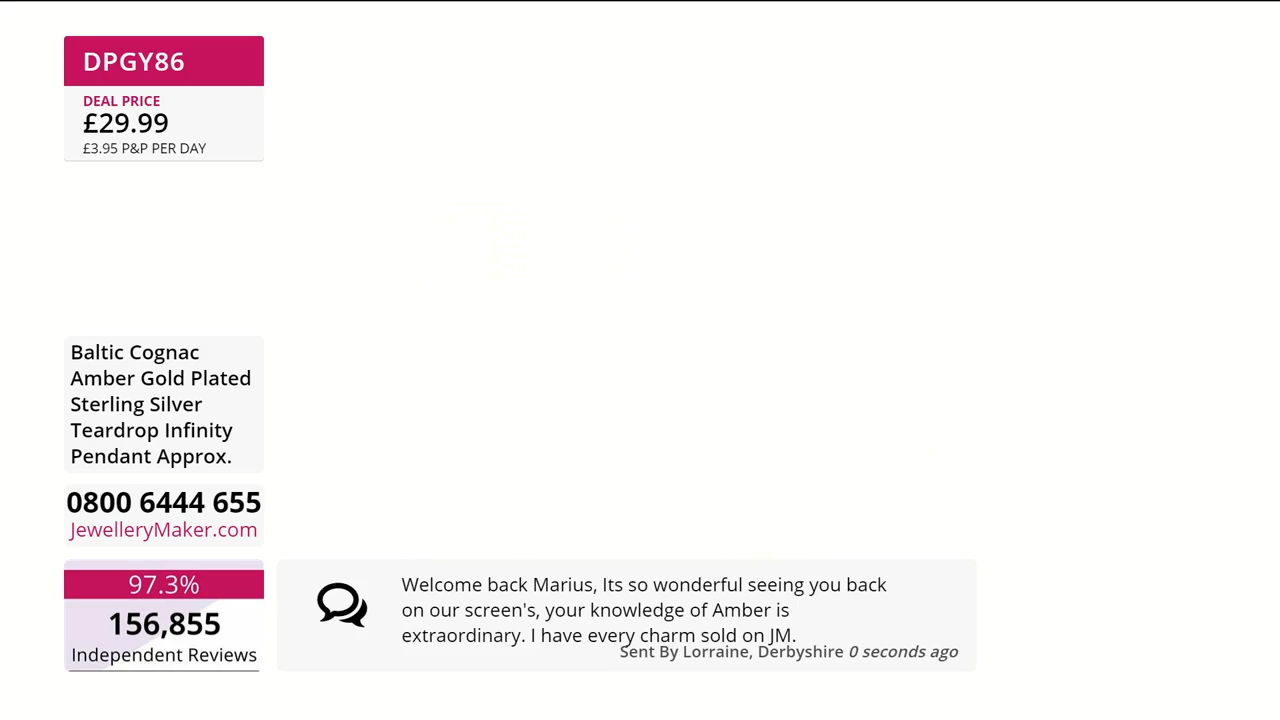 DPGY86
DEAL PRICE
£29.99
£3.95 P&P PER DAY
Baltic Cognac
Amber Gold Plated
Sterling Silver
Teardrop Infinity
Pendant Approx.
0800 6444 655
JewelleryMaker.com
97.3%
156,855
Independent Reviews
Welcome back Marius, Its so wonderful seeing you back
on our screen's, your knowledge of Amber is
extraordinary. I have every charm sold on JM.
Sent By Lorraine, Derbyshire 0 seconds ago